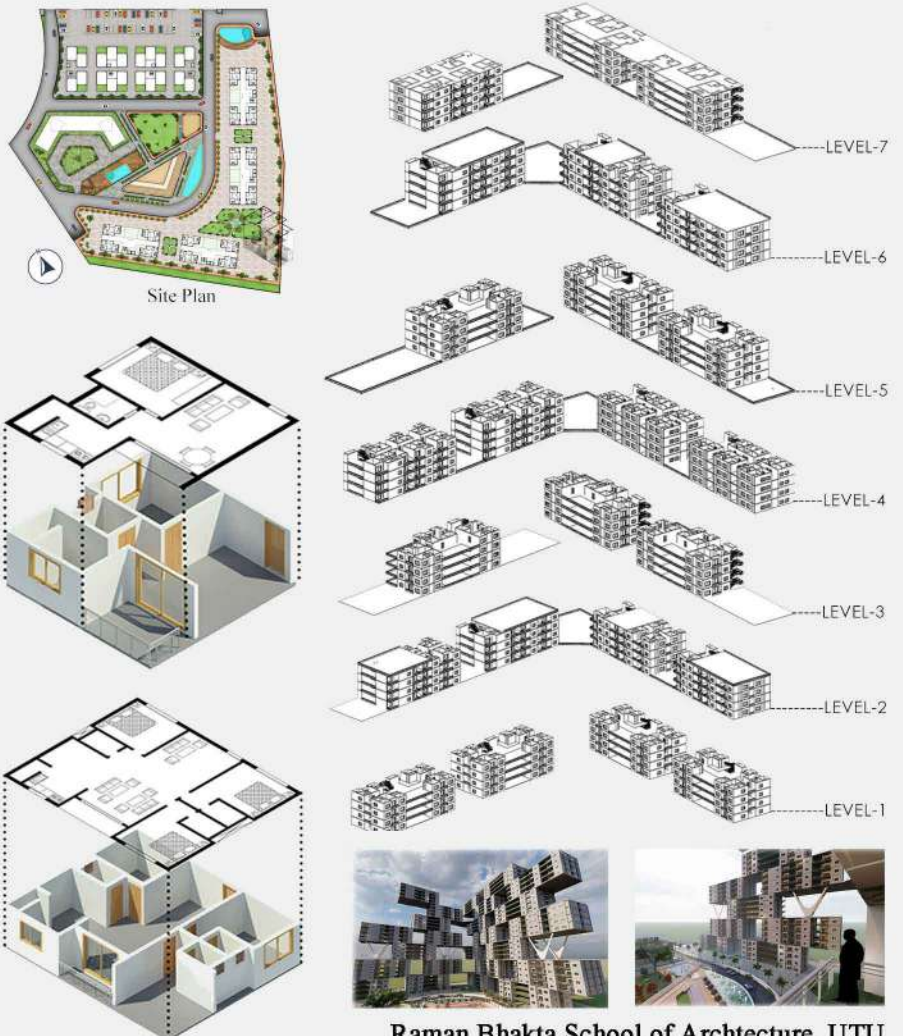 Site Plan
LEVEL-7
LEVEL-6
LEVEL-5
LEVEL-4
LEVEL-3
LEVEL-2
LEVEL-1
Raman Bhakta School of Archtecture, UTU